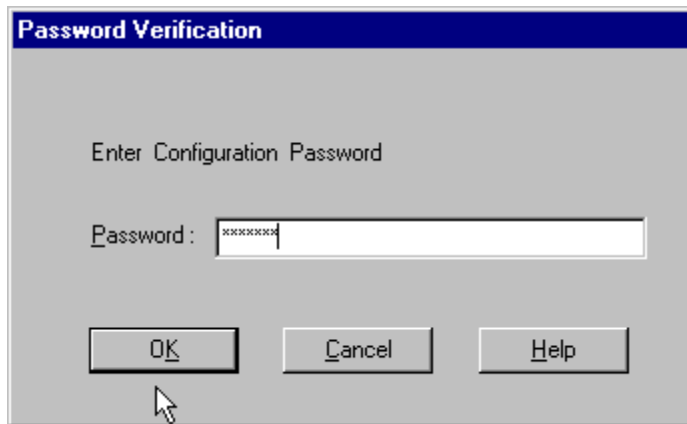 Password Verification
Enter Configuration Password
Password : *******
OK Cancel Help